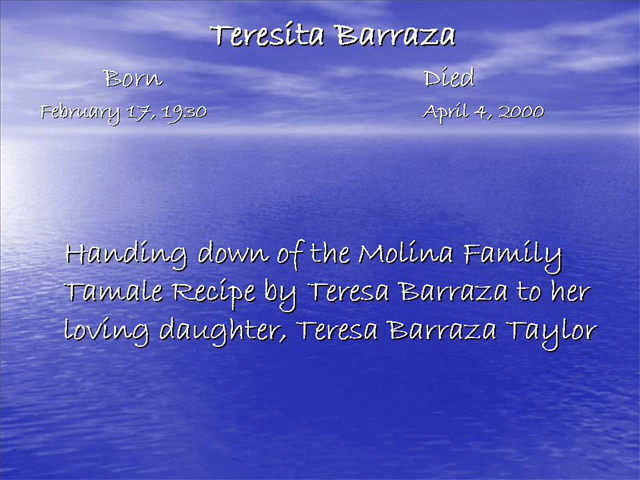 Teresita Barraza
Born Died
February 17, 1930 April 4, 2000
Handing down of the Molina Family
Tamale Recipe by Teresa Barraza to her
loving daughter, Teresa Barraza Taylor